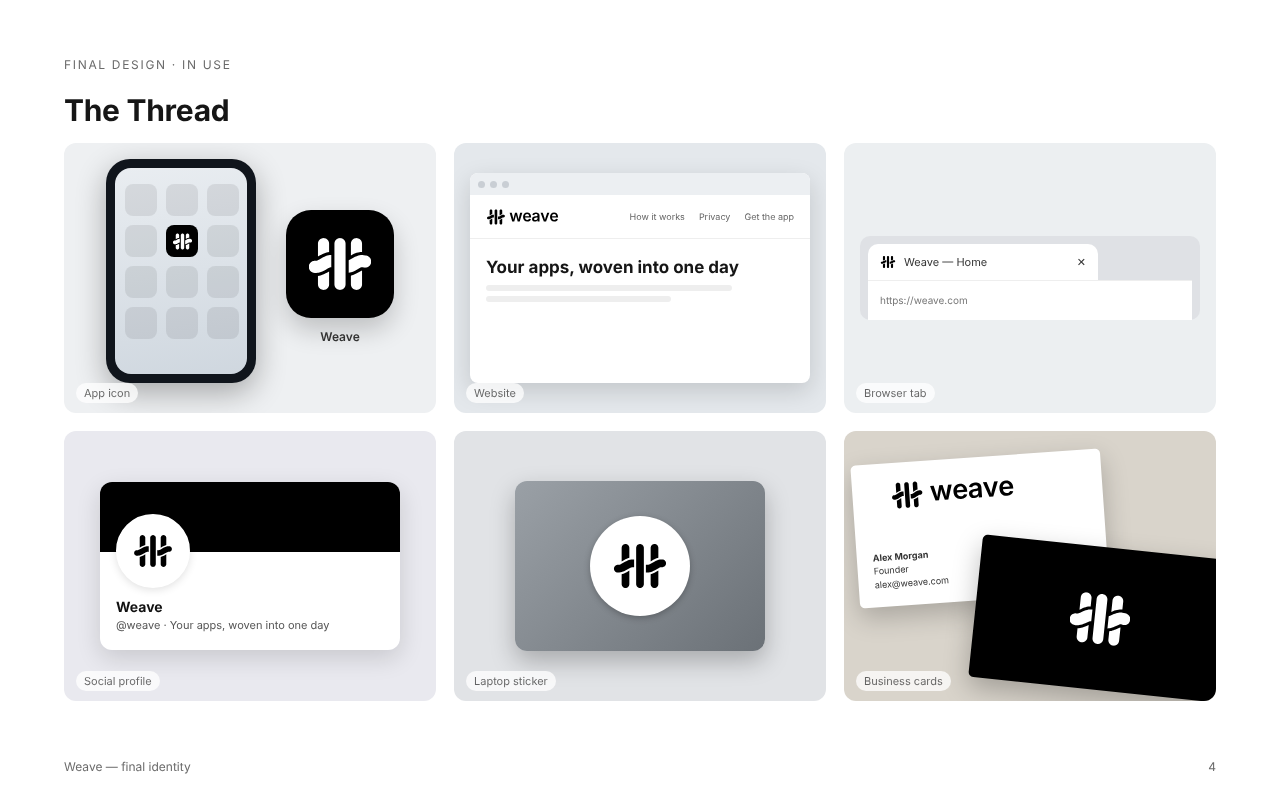 FINAL DESIGN · IN USE
The Thread
Weave
App icon
weave
How it works
Privacy
Get the app
Your apps, woven into one day
Website
Weave — Home
×
https://weave.com
Browser tab
Weave
@weave · Your apps, woven into one day
Social profile
Laptop sticker
weave
Alex Morgan
Founder
alex@weave.com
Business cards
Weave — final identity
4